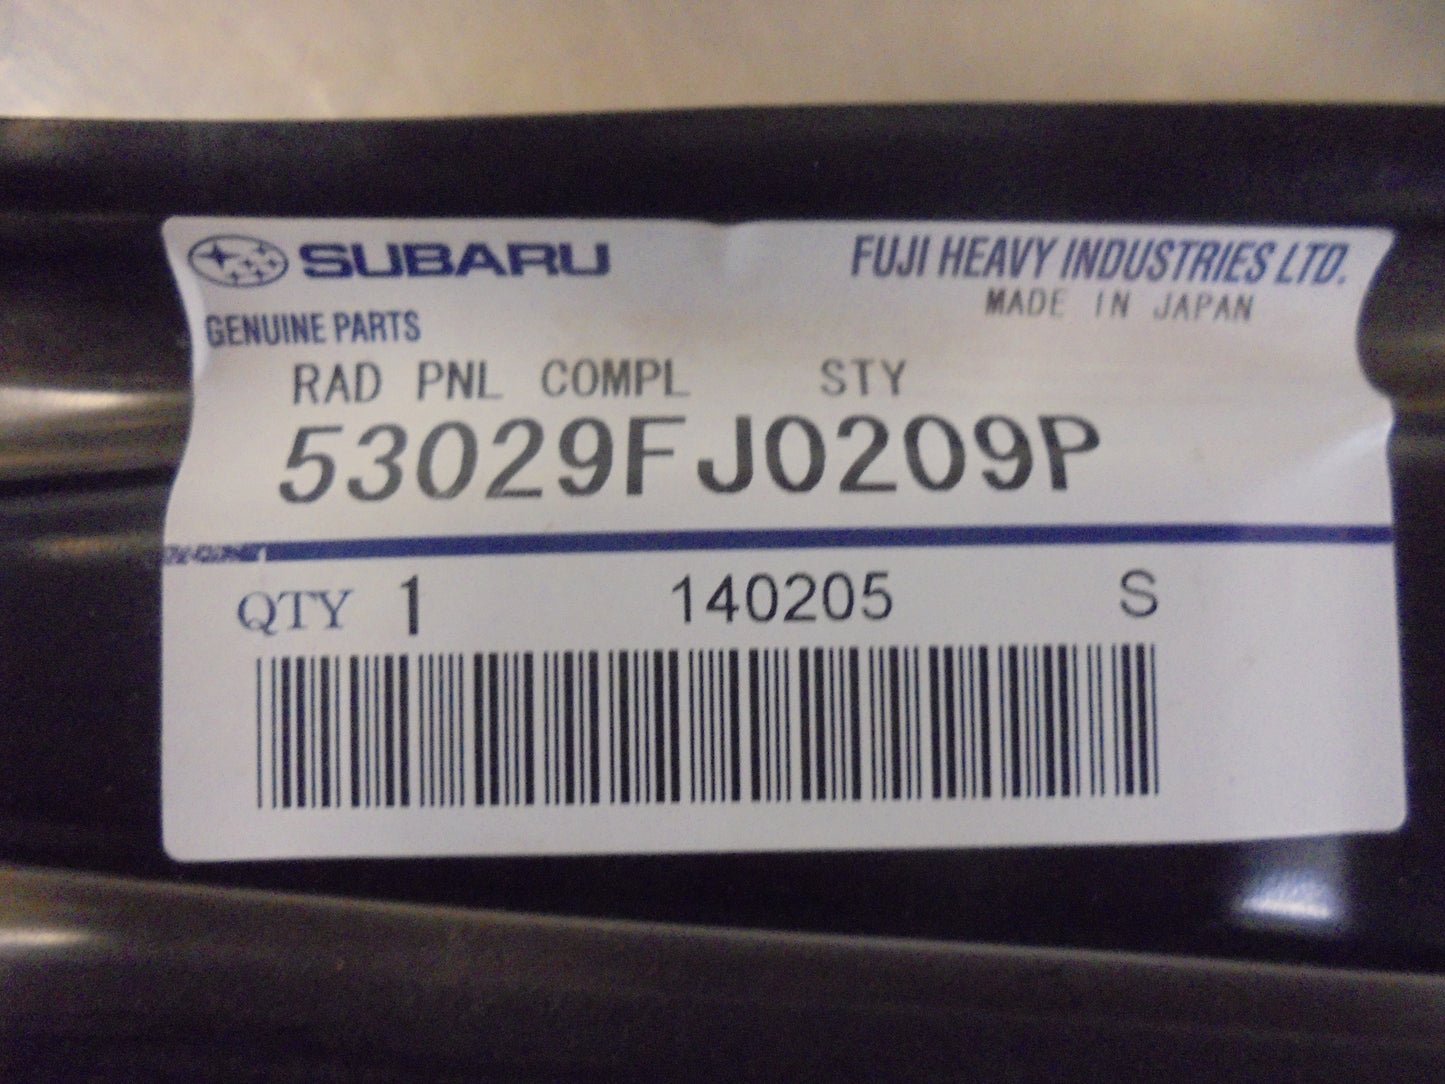 SUBARU FUJI HEAVY INDUSTRIES LTD.
MADE IN JAPAN
GENUINE PARTS
RAD PNL COMPL STY
53029FJ0209P
QTY 1 140205 S